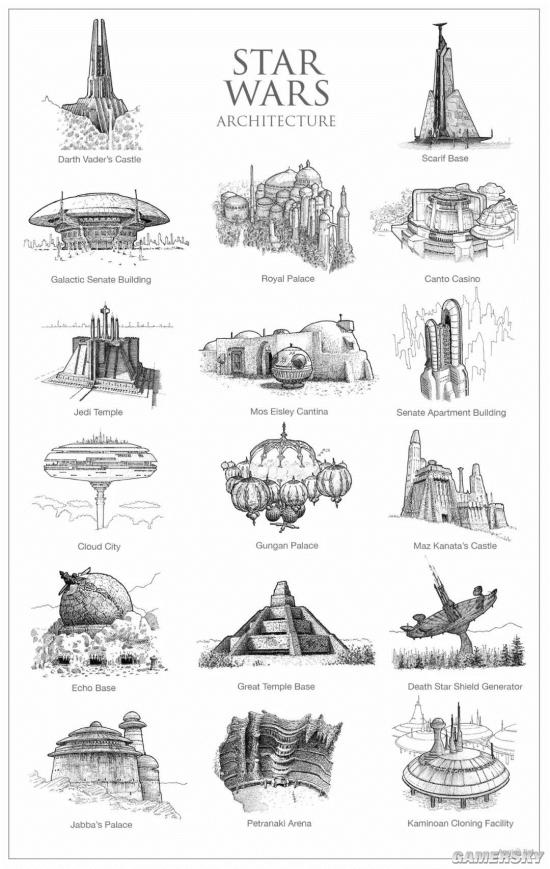 STAR
WARS
ARCHITECTURE
Darth Vader's Castle
Scarif Base
Galactic Senate Building
Royal Palace
Canto Casino
Jedi Temple
Mos Eisley Cantina
Senate Apartment Building
Cloud City
Gungan Palace
Maz Kanata's Castle
Echo Base
Great Temple Base
Death Star Shield Generator
Jabba's Palace
Petranaki Arena
Kaminoan Cloning Facility
GAMERSKY